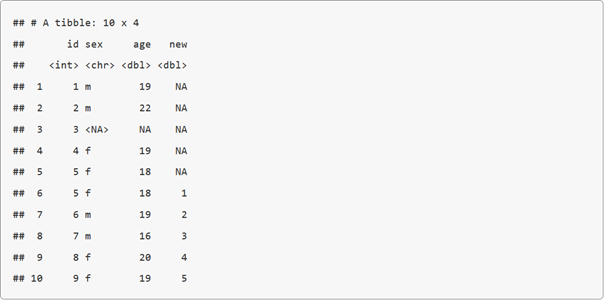 ## # A tibble: 10 x 4
##       id sex     age   new
##    <int> <chr> <dbl> <dbl>
##  1     1 m        19    NA
##  2     2 m        22    NA
##  3     3 <NA>     NA    NA
##  4     4 f        19    NA
##  5     5 f        18    NA
##  6     5 f        18     1
##  7     6 m        19     2
##  8     7 m        16     3
##  9     8 f        20     4
## 10     9 f        19     5